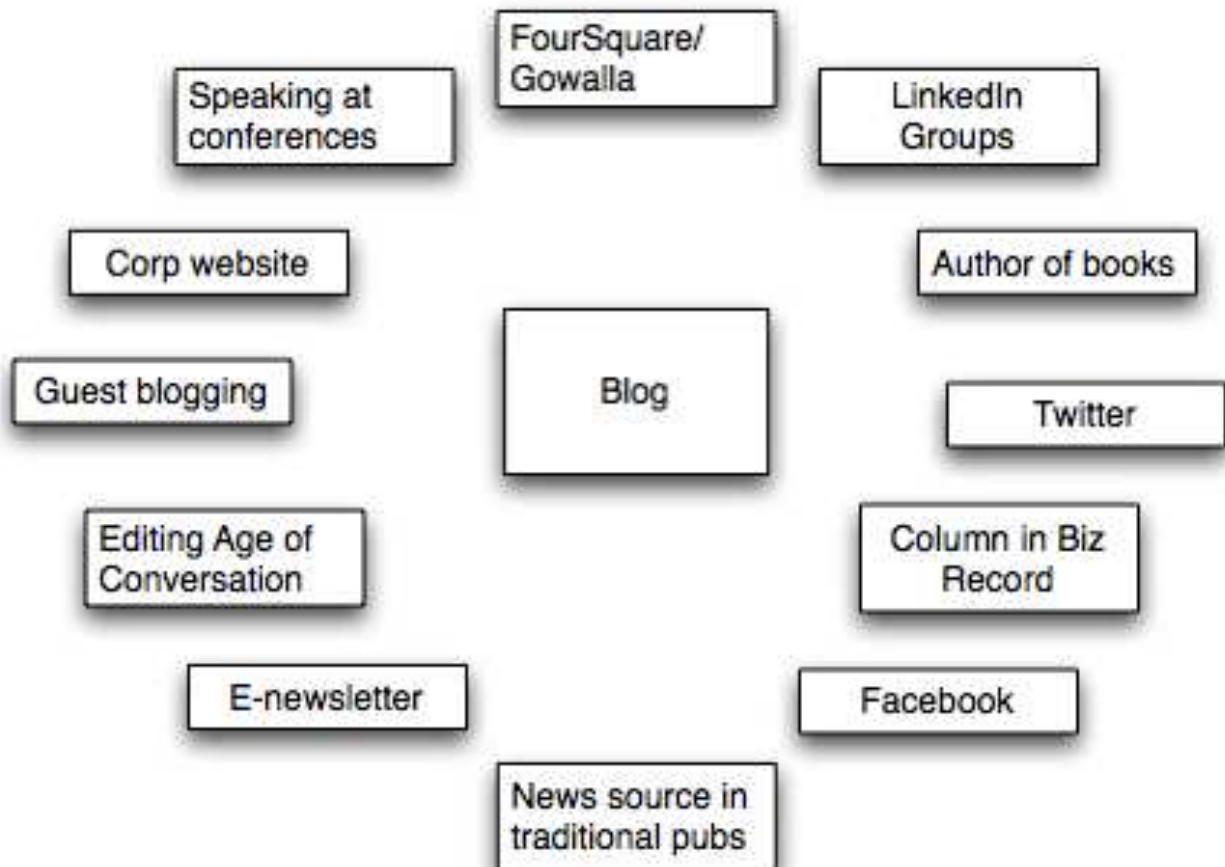 FourSquare/
Gowalla
Speaking at
conferences
LinkedIn
Groups
Corp website
Author of books
Guest blogging
Blog
Twitter
Editing Age of
Conversation
Column in Biz
Record
E-newsletter
Facebook
News source in
traditional pubs